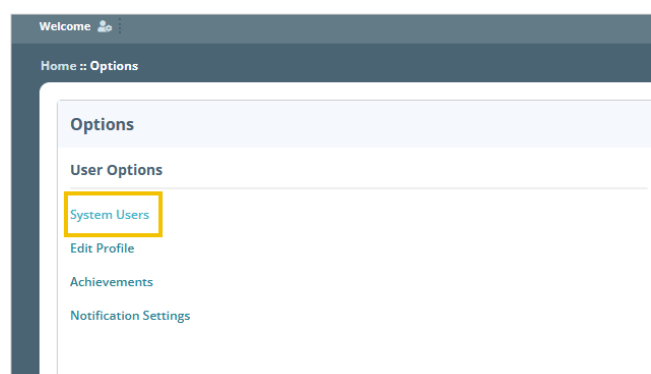 Welcome
Home :: Options
Options
User Options
System Users
Edit Profile
Achievements
Notification Settings